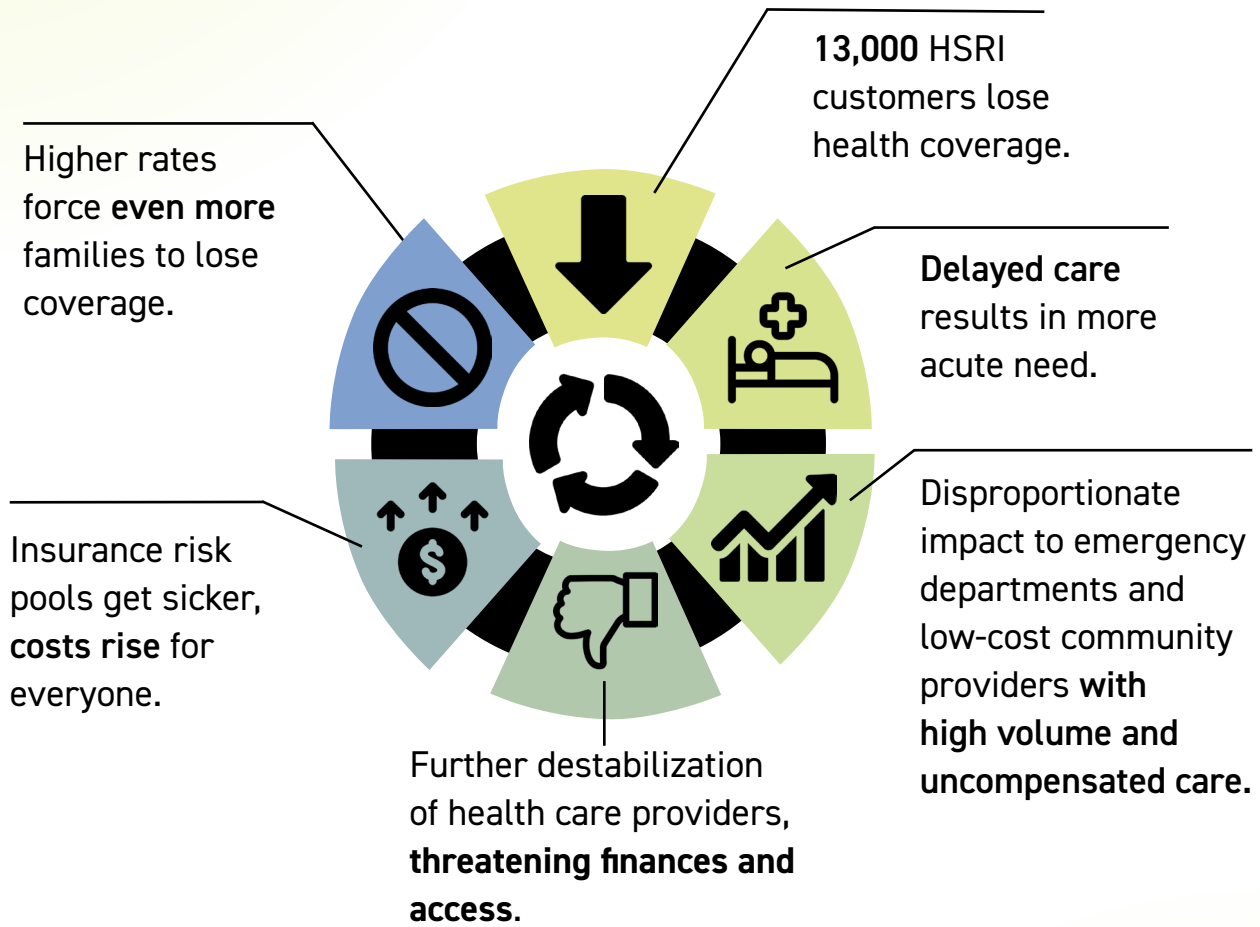 13,000 HSRI
customers lose
health coverage.
Delayed care
results in more
acute need.
Disproportionate
impact to emergency
departments and
low-cost community
providers with
high volume and
uncompensated care.
Further destabilization
of health care providers,
threatening finances and
access.
Insurance risk
pools get sicker,
costs rise for
everyone.
Higher rates
force even more
families to lose
coverage.
$